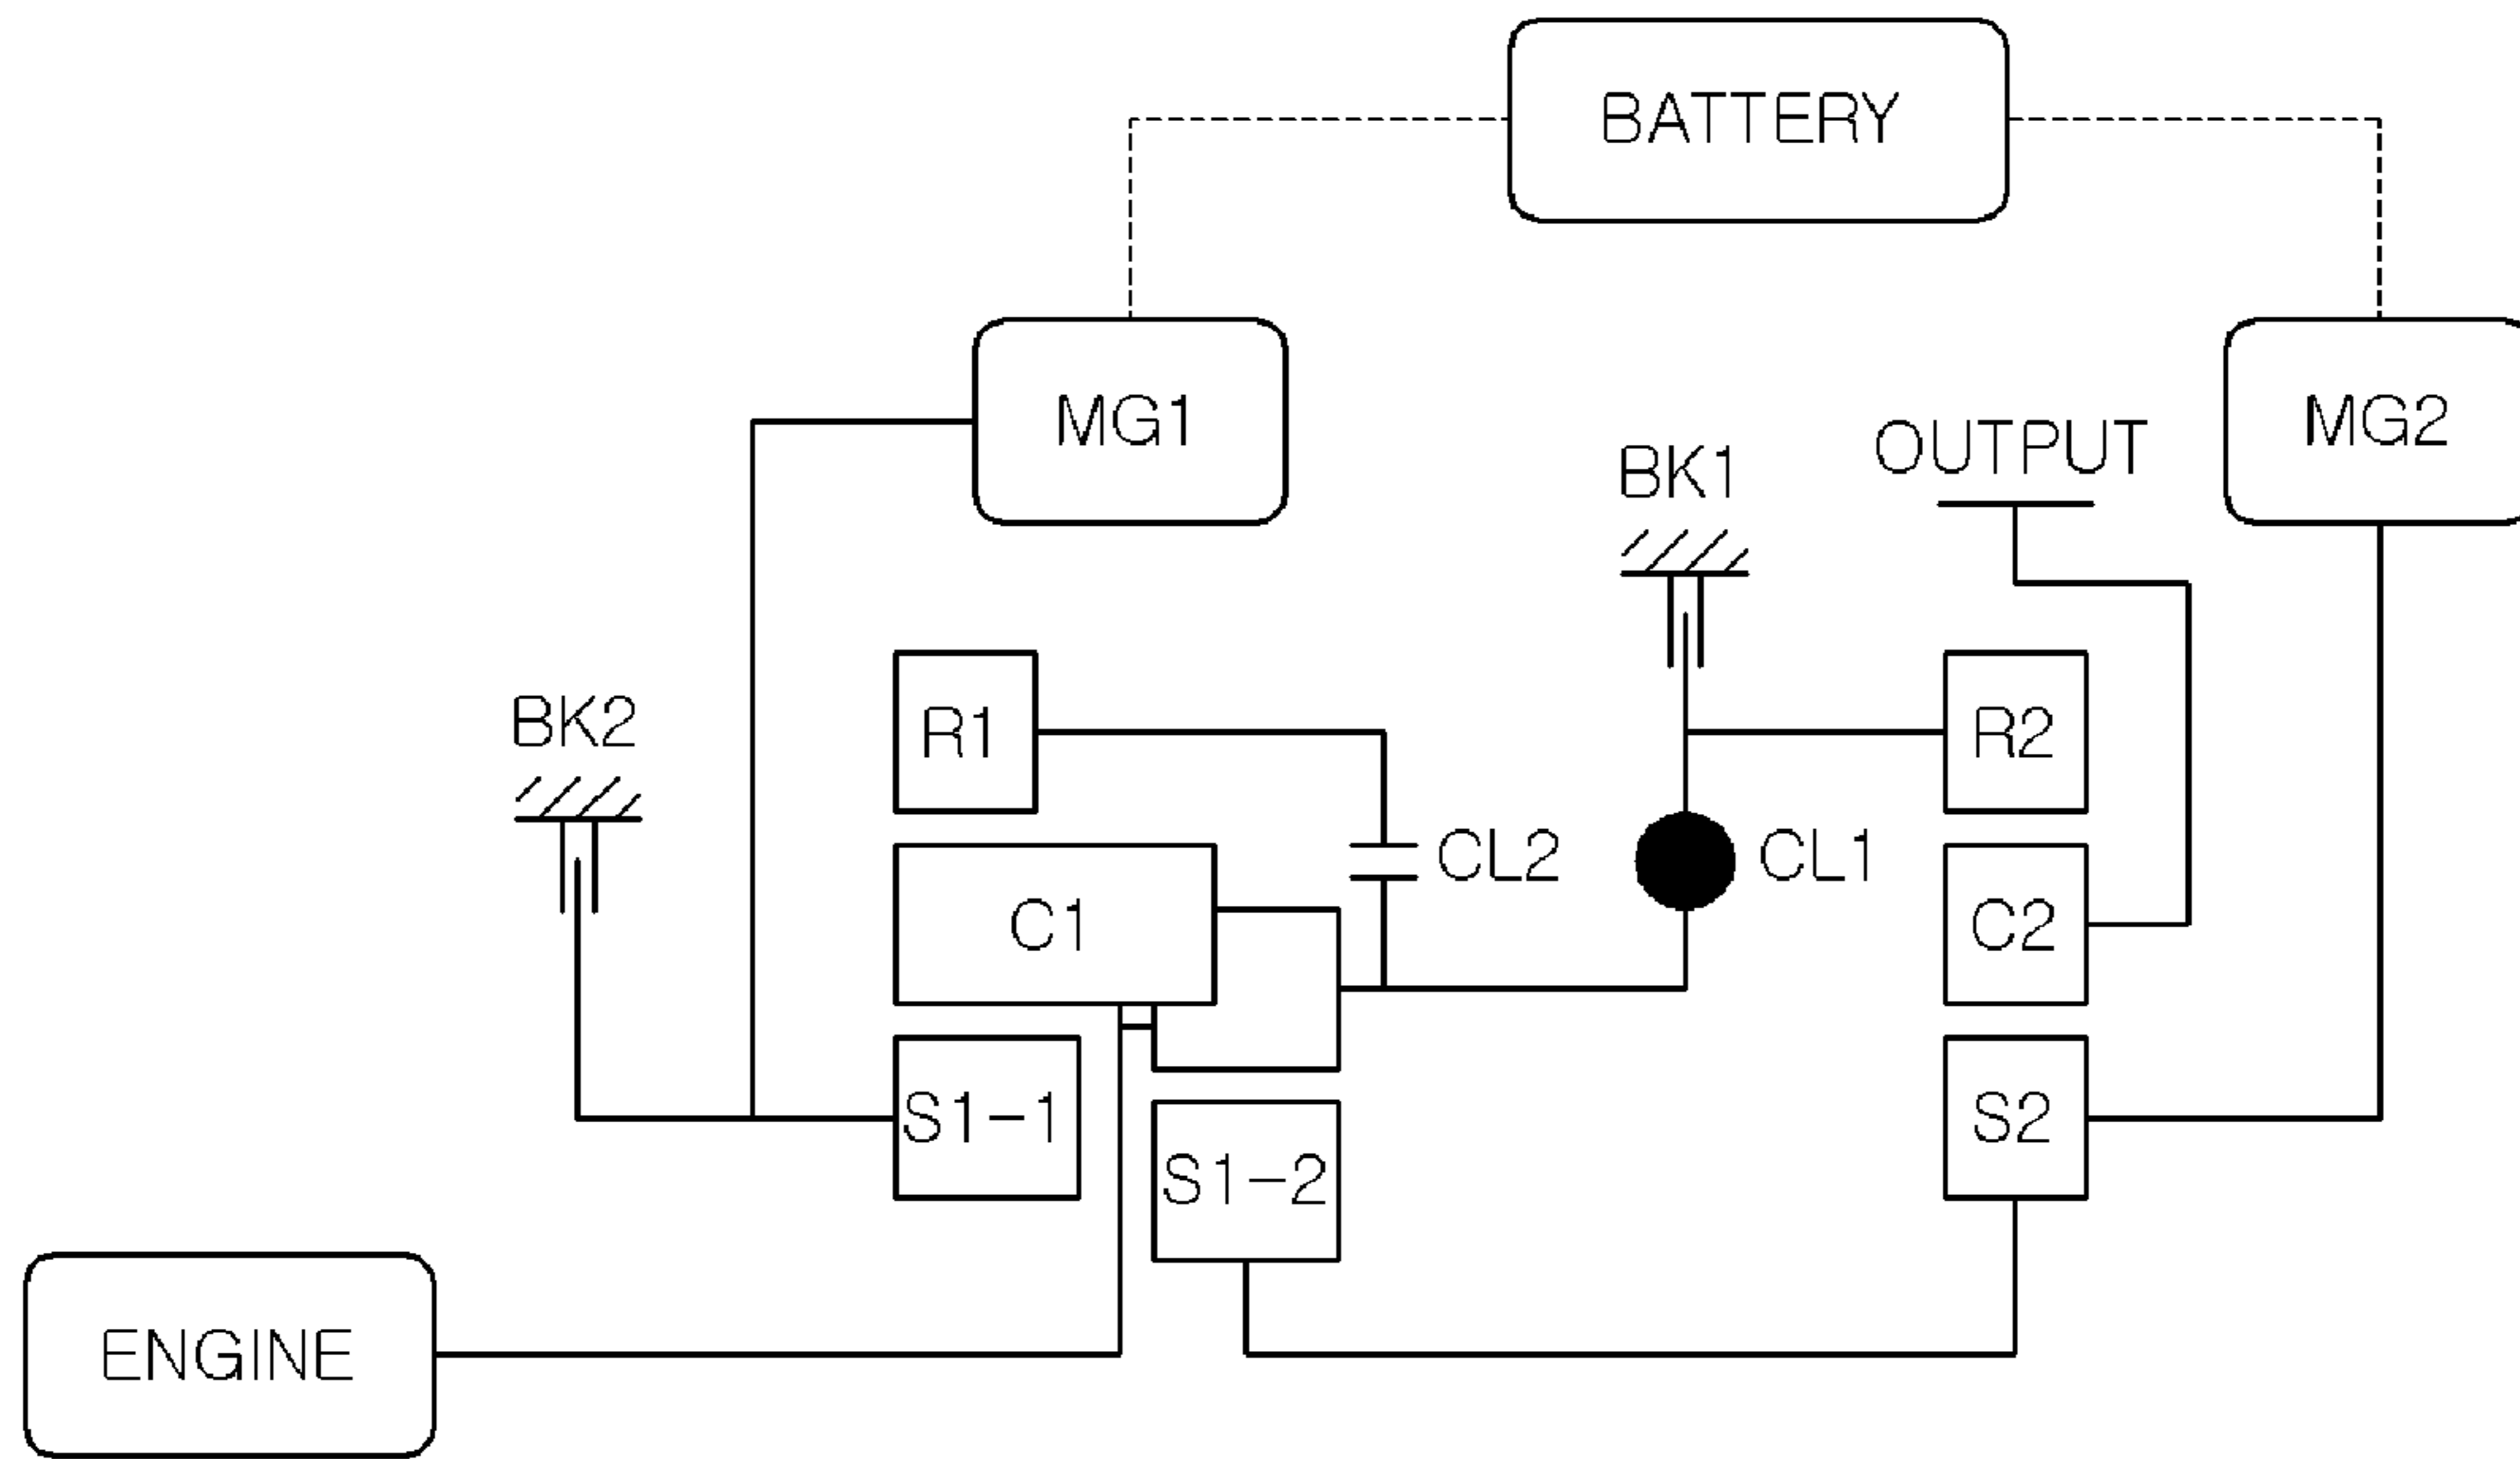 BATTERY
MG1
MG2
OUTPUT
BK1
BK2
R1
R2
CL2
CL1
C1
C2
S1-1
S2
S1-2
ENGINE